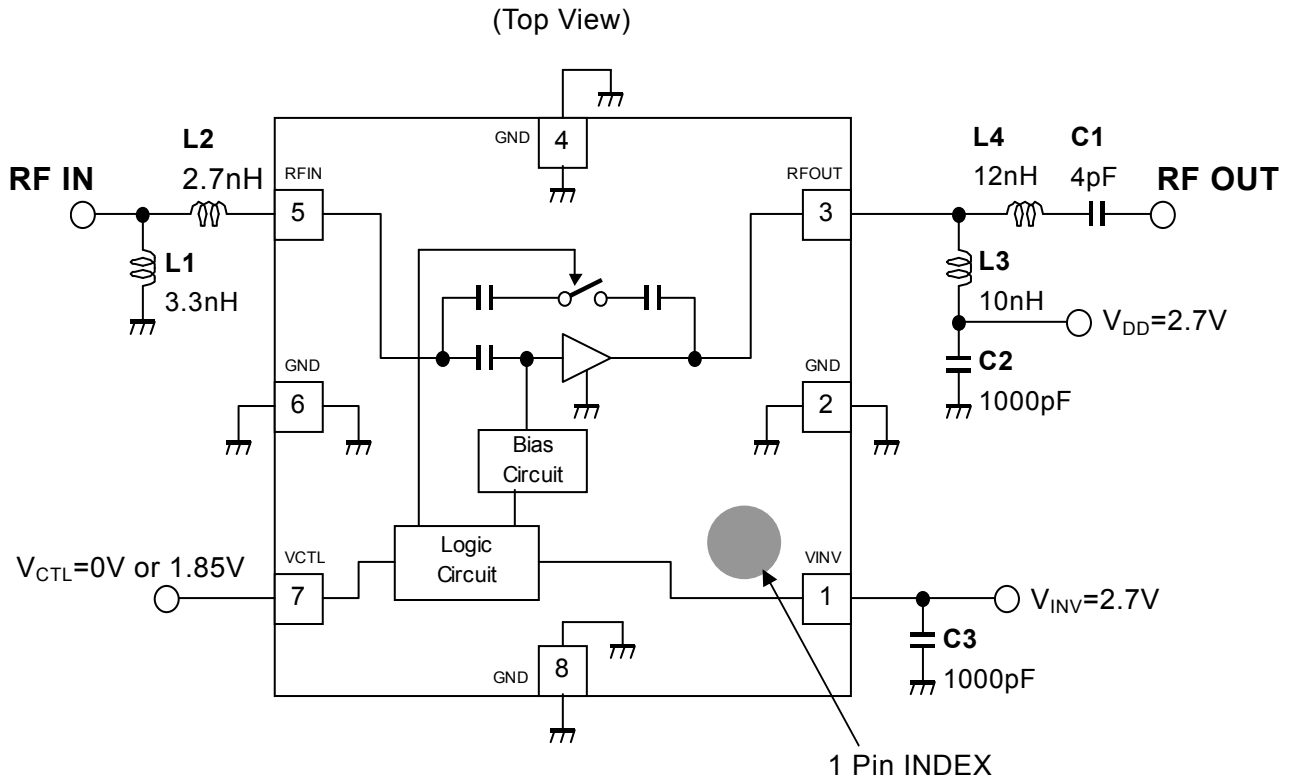 (Top View)
GND
4
L2
2.7nH
RF IN
RFIN
5
L1
3.3nH
RFOUT
3
L4
12nH
C1
4pF
RF OUT
L3
10nH
V_DD=2.7V
C2
1000pF
GND
6
GND
2
Bias
Circuit
Logic
Circuit
V_CTL=0V or 1.85V
VCTL
7
VINV
1
V_INV=2.7V
C3
1000pF
GND
8
1 Pin INDEX